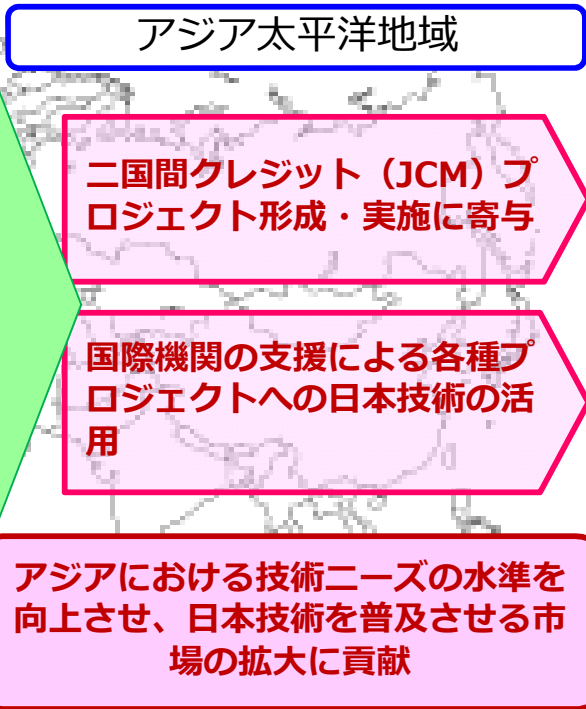 アジア太平洋地域
二国間クレジット（JCM）プ
ロジェクト形成・実施に寄与
国際機関の支援による各種プ
ロジェクトへの日本技術の活
用
アジアにおける技術ニーズの水準を
向上させ、日本技術を普及させる市
場の拡大に貢献